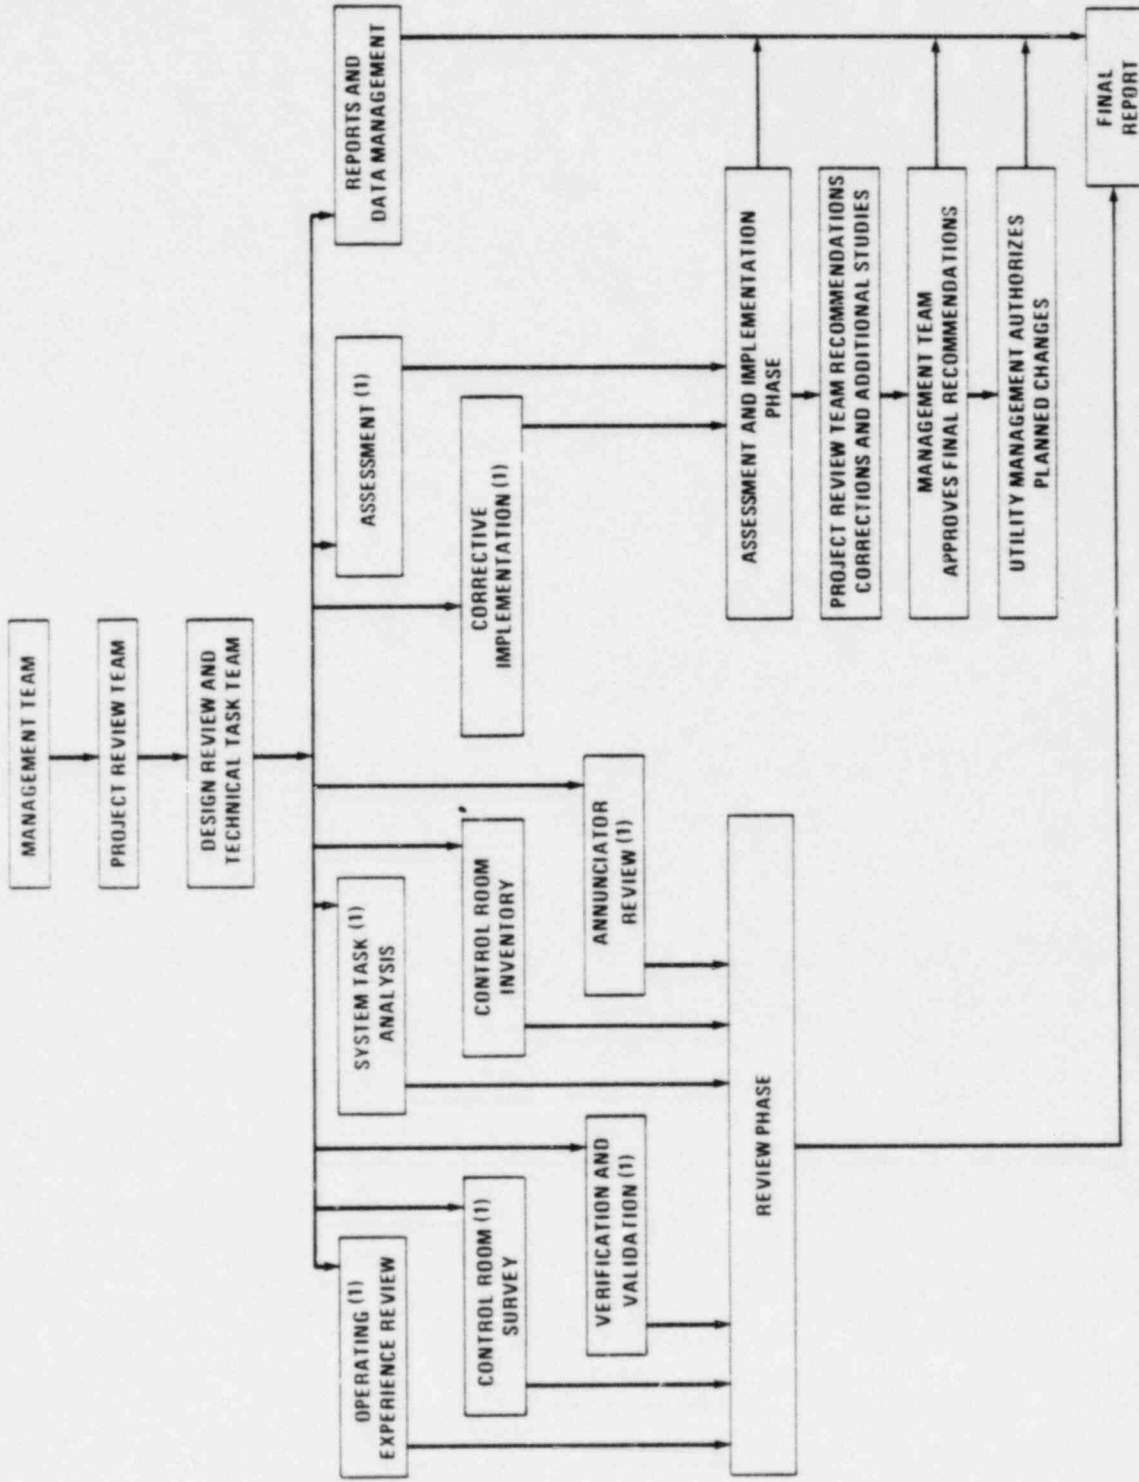 MANAGEMENT TEAM
PROJECT REVIEW TEAM
DESIGN REVIEW AND
TECHNICAL TASK TEAM
OPERATING (1)
EXPERIENCE REVIEW
SYSTEM TASK (1)
ANALYSIS
ASSESSMENT (1)
REPORTS AND
DATA MANAGEMENT
CONTROL ROOM (1)
SURVEY
CONTROL ROOM
INVENTORY
CORRECTIVE
IMPLEMENTATION (1)
VERIFICATION AND
VALIDATION (1)
ANNUNCIATOR
REVIEW (1)
REVIEW PHASE
ASSESSMENT AND IMPLEMENTATION
PHASE
PROJECT REVIEW TEAM RECOMMENDATIONS
CORRECTIONS AND ADDITIONAL STUDIES
MANAGEMENT TEAM
APPROVES FINAL RECOMMENDATIONS
UTILITY MANAGEMENT AUTHORIZES
PLANNED CHANGES
FINAL
REPORT